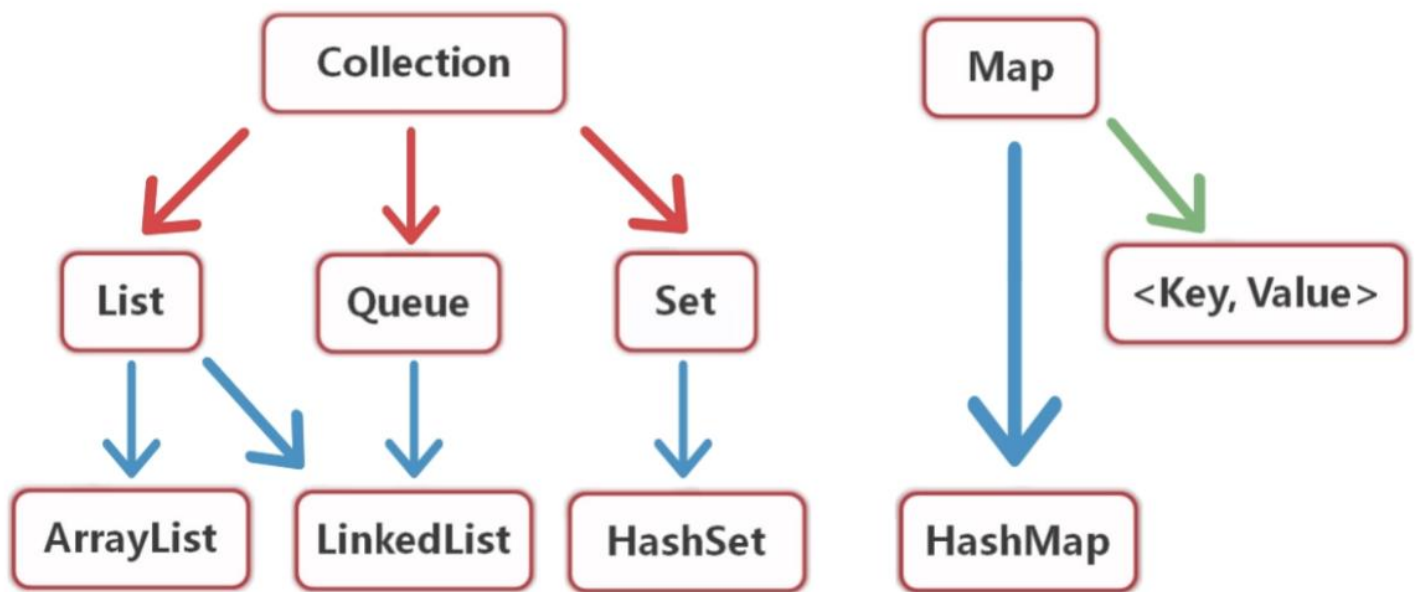 Collection
Map
List
Queue
Set
<Key, Value>
ArrayList
LinkedList
HashSet
HashMap